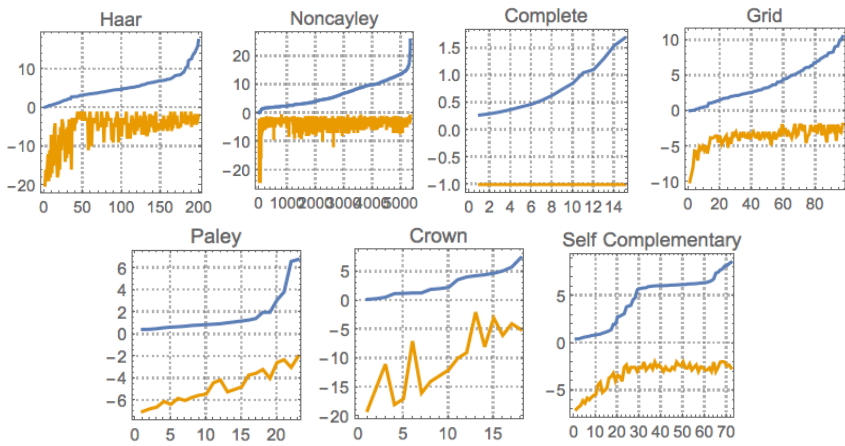 Haar
10
0
−10
−20
0 50 100 150 200
Noncayley
20
10
0
−10
−20
0 1000 2000 3000 4000 5000
Complete
1.5
1.0
0.5
0.0
−0.5
−1.0
0 2 4 6 8 10 12 14
Grid
10
5
0
−5
−10
0 20 40 60 80
Paley
6
4
2
0
−2
−4
−6
0 5 10 15 20
Crown
5
0
−5
−10
−15
−20
0 5 10 15
Self Complementary
5
0
−5
0 10 20 30 40 50 60 70